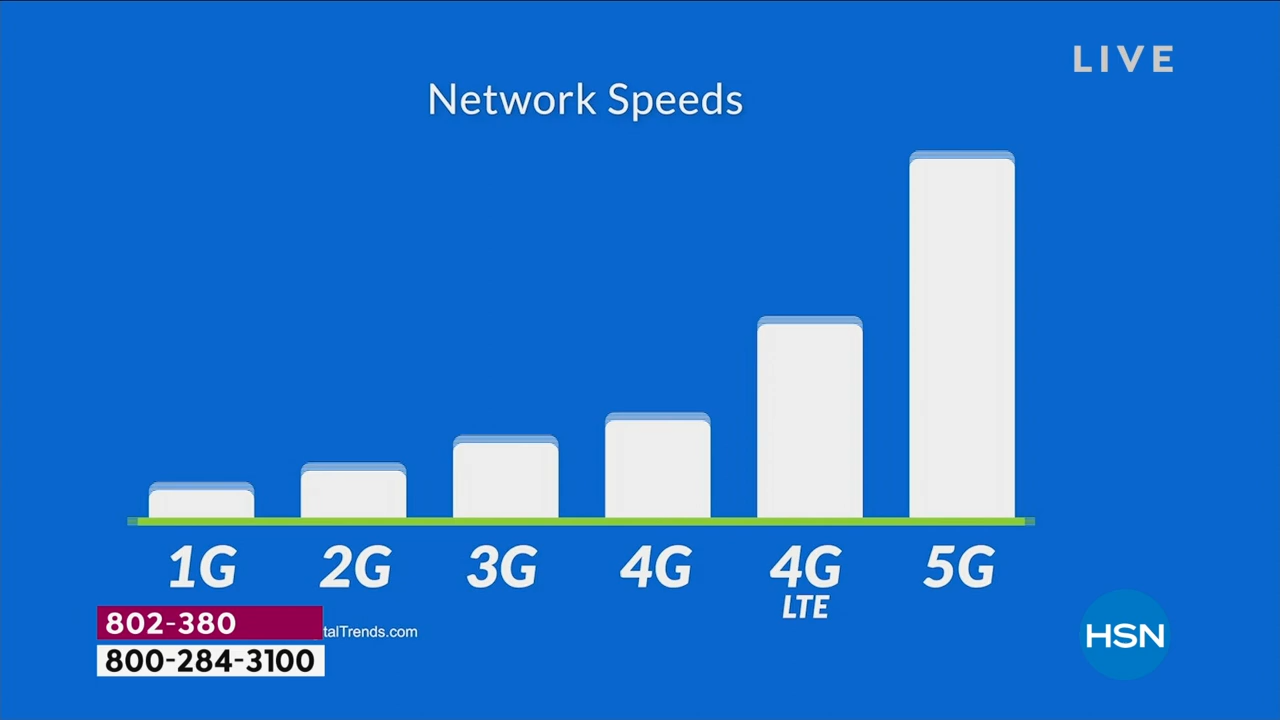 LIVE
Network Speeds
1G 2G 3G 4G 4G 5G
LTE
802-380
talTrends.com
800-284-3100
HSN